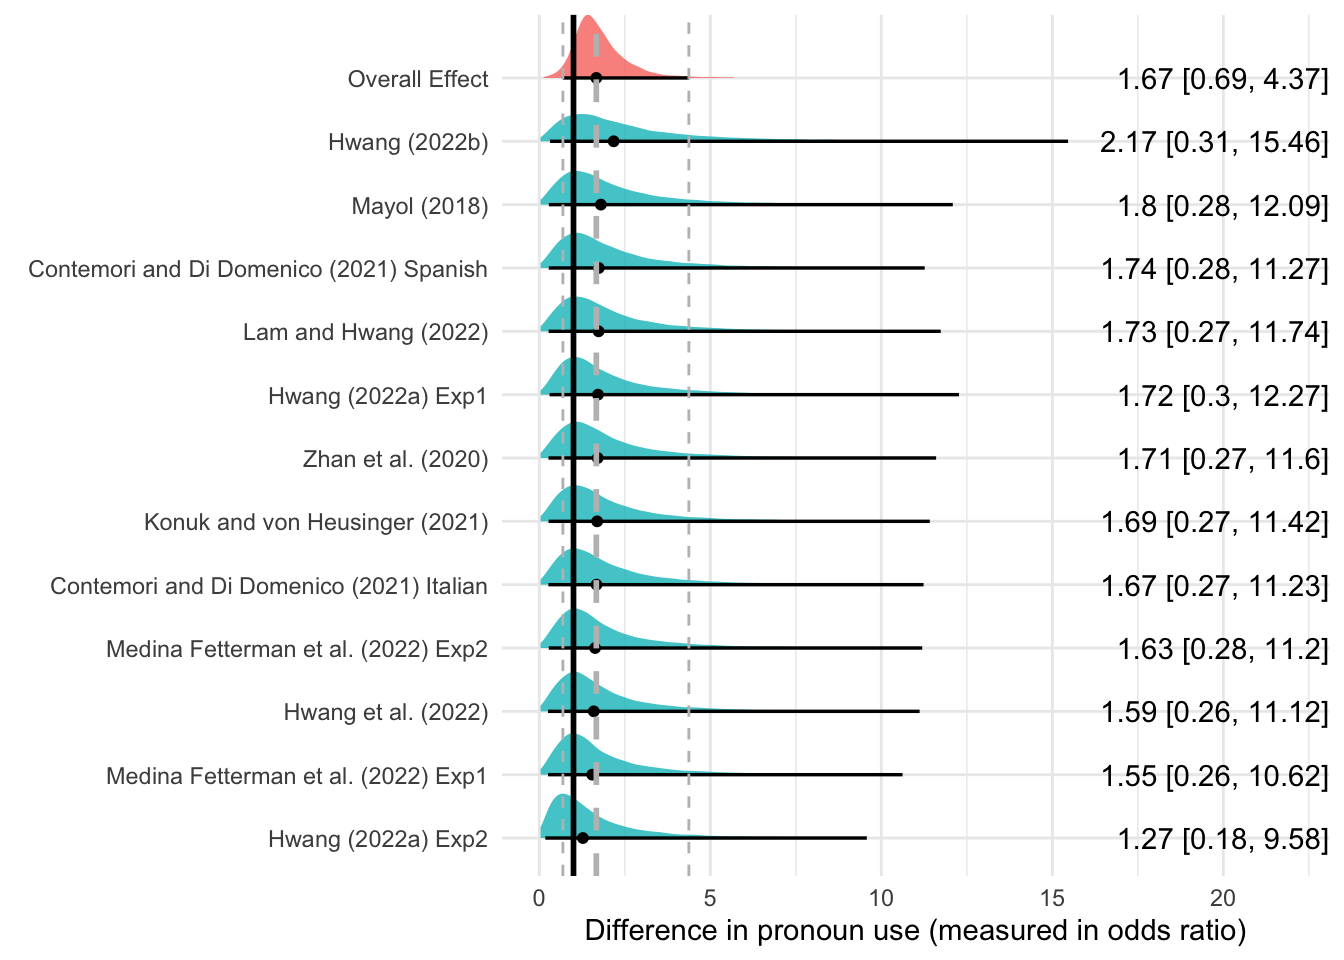 Overall Effect 1.67 [0.69, 4.37]
Hwang (2022b) 2.17 [0.31, 15.46]
Mayol (2018) 1.8 [0.28, 12.09]
Contemori and Di Domenico (2021) Spanish 1.74 [0.28, 11.27]
Lam and Hwang (2022) 1.73 [0.27, 11.74]
Hwang (2022a) Exp1 1.72 [0.3, 12.27]
Zhan et al. (2020) 1.71 [0.27, 11.6]
Konuk and von Heusinger (2021) 1.69 [0.27, 11.42]
Contemori and Di Domenico (2021) Italian 1.67 [0.27, 11.23]
Medina Fetterman et al. (2022) Exp2 1.63 [0.28, 11.2]
Hwang et al. (2022) 1.59 [0.26, 11.12]
Medina Fetterman et al. (2022) Exp1 1.55 [0.26, 10.62]
Hwang (2022a) Exp2 1.27 [0.18, 9.58]
0 5 10 15 20
Difference in pronoun use (measured in odds ratio)